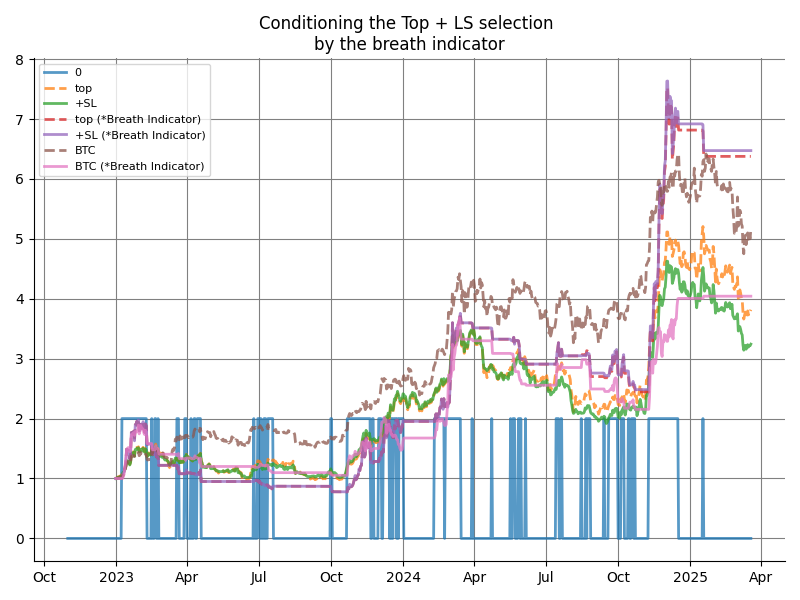 Conditioning the Top + LS selection
by the breath indicator
8
7
6
5
4
3
2
1
0
0
top
+SL
top (*Breath Indicator)
+SL (*Breath Indicator)
BTC
BTC (*Breath Indicator)
Oct
2023
Apr
Jul
Oct
2024
Apr
Jul
Oct
2025
Apr